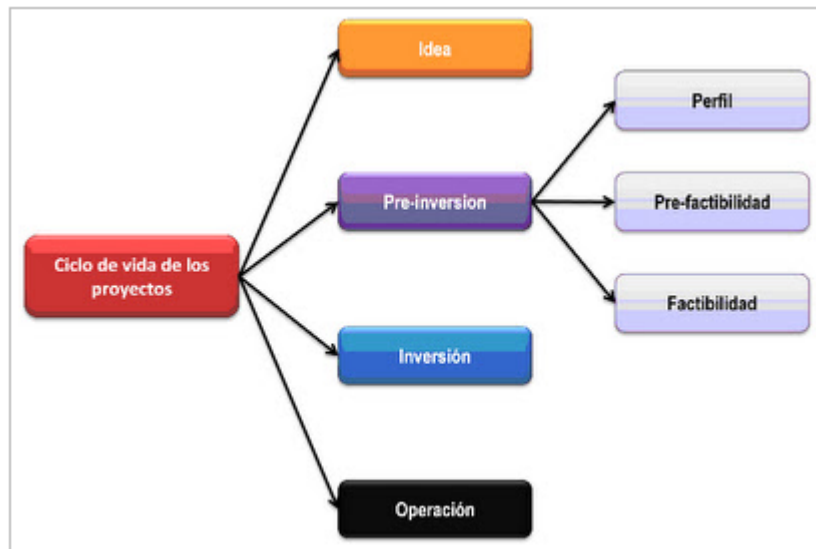 Idea
Perfil
Pre-inversion
Pre-factibilidad
Ciclo de vida de los
proyectos
Factibilidad
Inversión
Operación